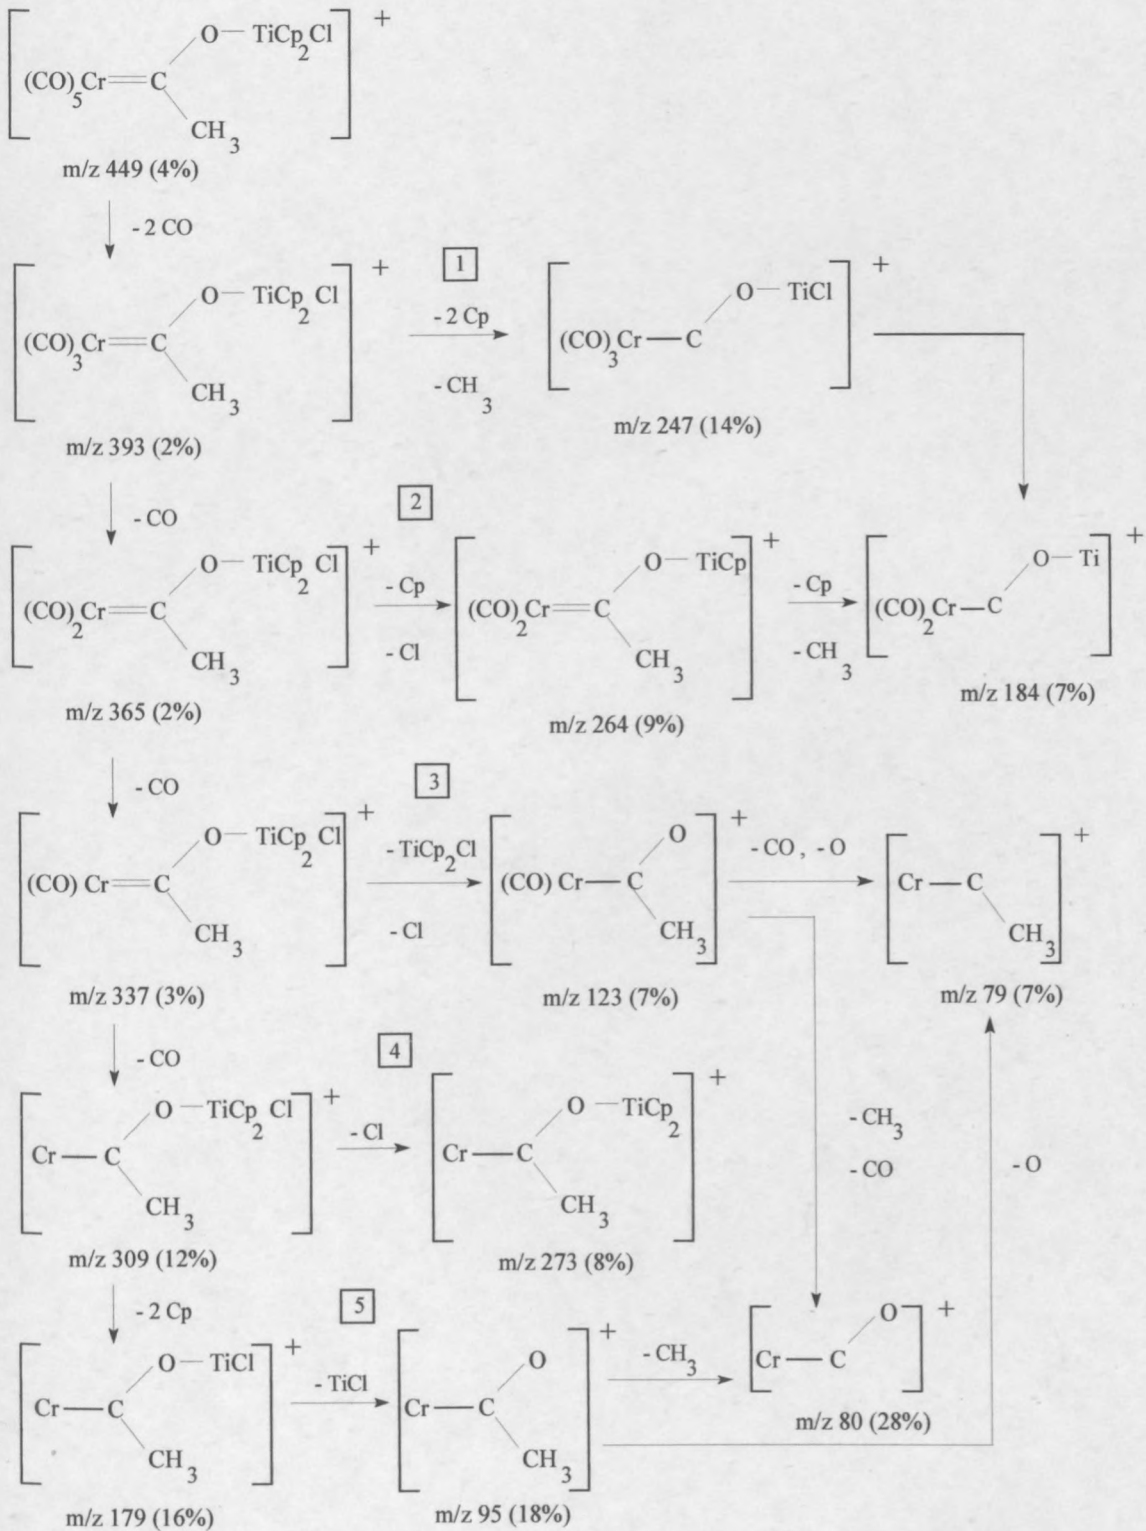 (CO)5Cr=C O—TiCp2Cl CH3 +
m/z 449 (4%)
- 2 CO
(CO)3Cr=C O—TiCp2Cl CH3 +
m/z 393 (2%)
1
- 2 Cp
- CH3
(CO)3Cr—C O—TiCl +
m/z 247 (14%)
- CO
(CO)2Cr=C O—TiCp2Cl CH3 +
m/z 365 (2%)
2
- Cp
- Cl
(CO)2Cr=C O—TiCp CH3 +
m/z 264 (9%)
- Cp
- CH3
(CO)2Cr—C O—Ti +
m/z 184 (7%)
- CO
(CO)Cr=C O—TiCp2Cl CH3 +
m/z 337 (3%)
3
- TiCp2Cl
- Cl
(CO)Cr—C O CH3 +
m/z 123 (7%)
- CO, - O
Cr—C CH3 +
m/z 79 (7%)
- CO
Cr—C O—TiCp2Cl CH3 +
m/z 309 (12%)
4
- Cl
Cr—C O—TiCp2 CH3 +
m/z 273 (8%)
- CH3
- CO
- O
- 2 Cp
Cr—C O—TiCl CH3 +
m/z 179 (16%)
5
- TiCl
Cr—C O CH3 +
m/z 95 (18%)
- CH3
Cr—C O +
m/z 80 (28%)